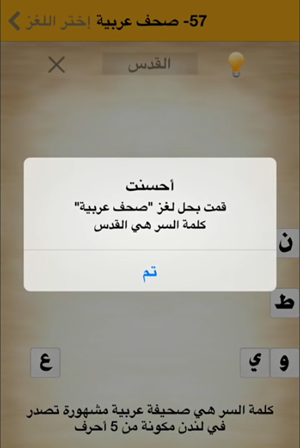 57- صحف عربية
إختر اللغز
القدس
أحسنت
قمت بحل لغز "صحف عربية"
كلمة السر هي القدس
تم
ن
ط
و
ي
ع
كلمة السر هي صحيفة عربية مشهورة تصدر
في لندن مكونة من 5 أحرف